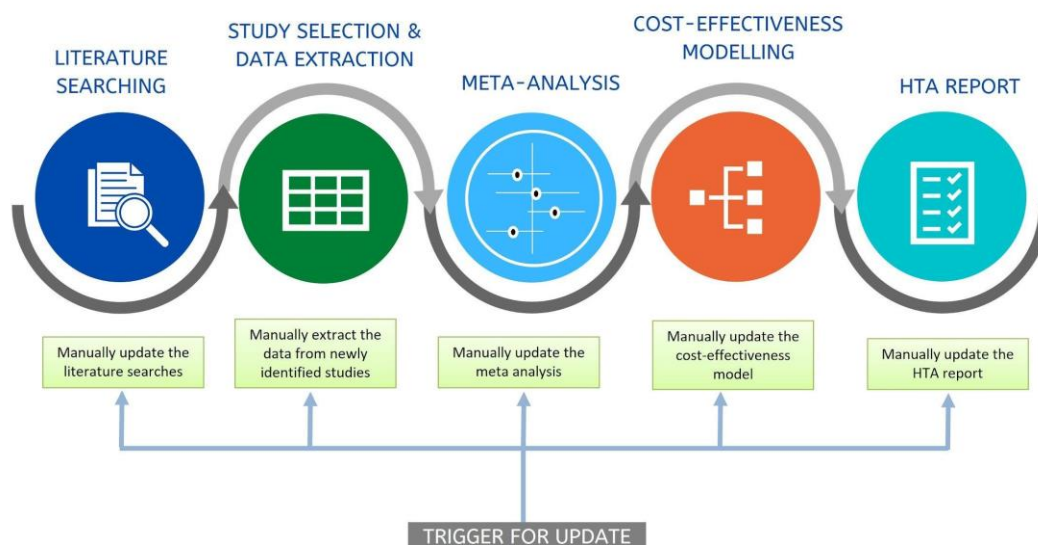 LITERATURE
SEARCHING
STUDY SELECTION &
DATA EXTRACTION
META-ANALYSIS
COST-EFFECTIVENESS
MODELLING
HTA REPORT
Manually update the
literature searches
Manually extract the
data from newly
identified studies
Manually update the
meta analysis
Manually update the
cost-effectiveness
model
Manually update the
HTA report
TRIGGER FOR UPDATE